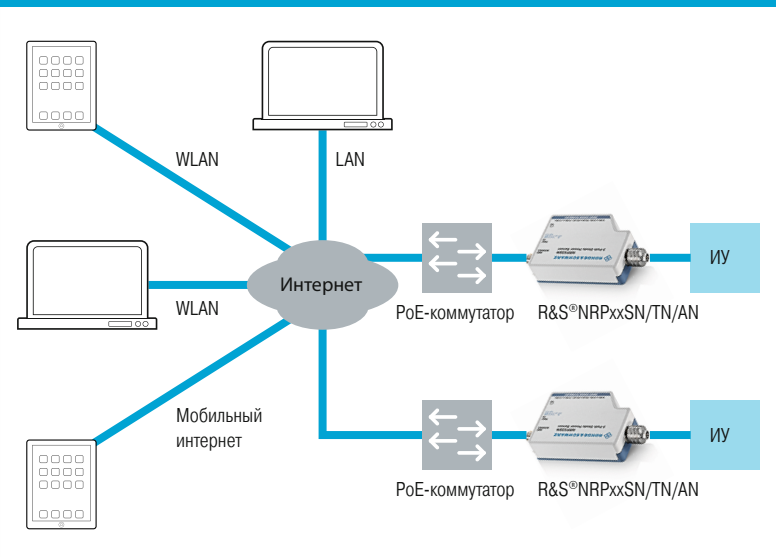 WLAN
LAN
Интернет
ИУ
PoE-коммутатор
R&S®NRPxxSN/TN/AN
WLAN
Мобильный
интернет
ИУ
PoE-коммутатор
R&S®NRPxxSN/TN/AN